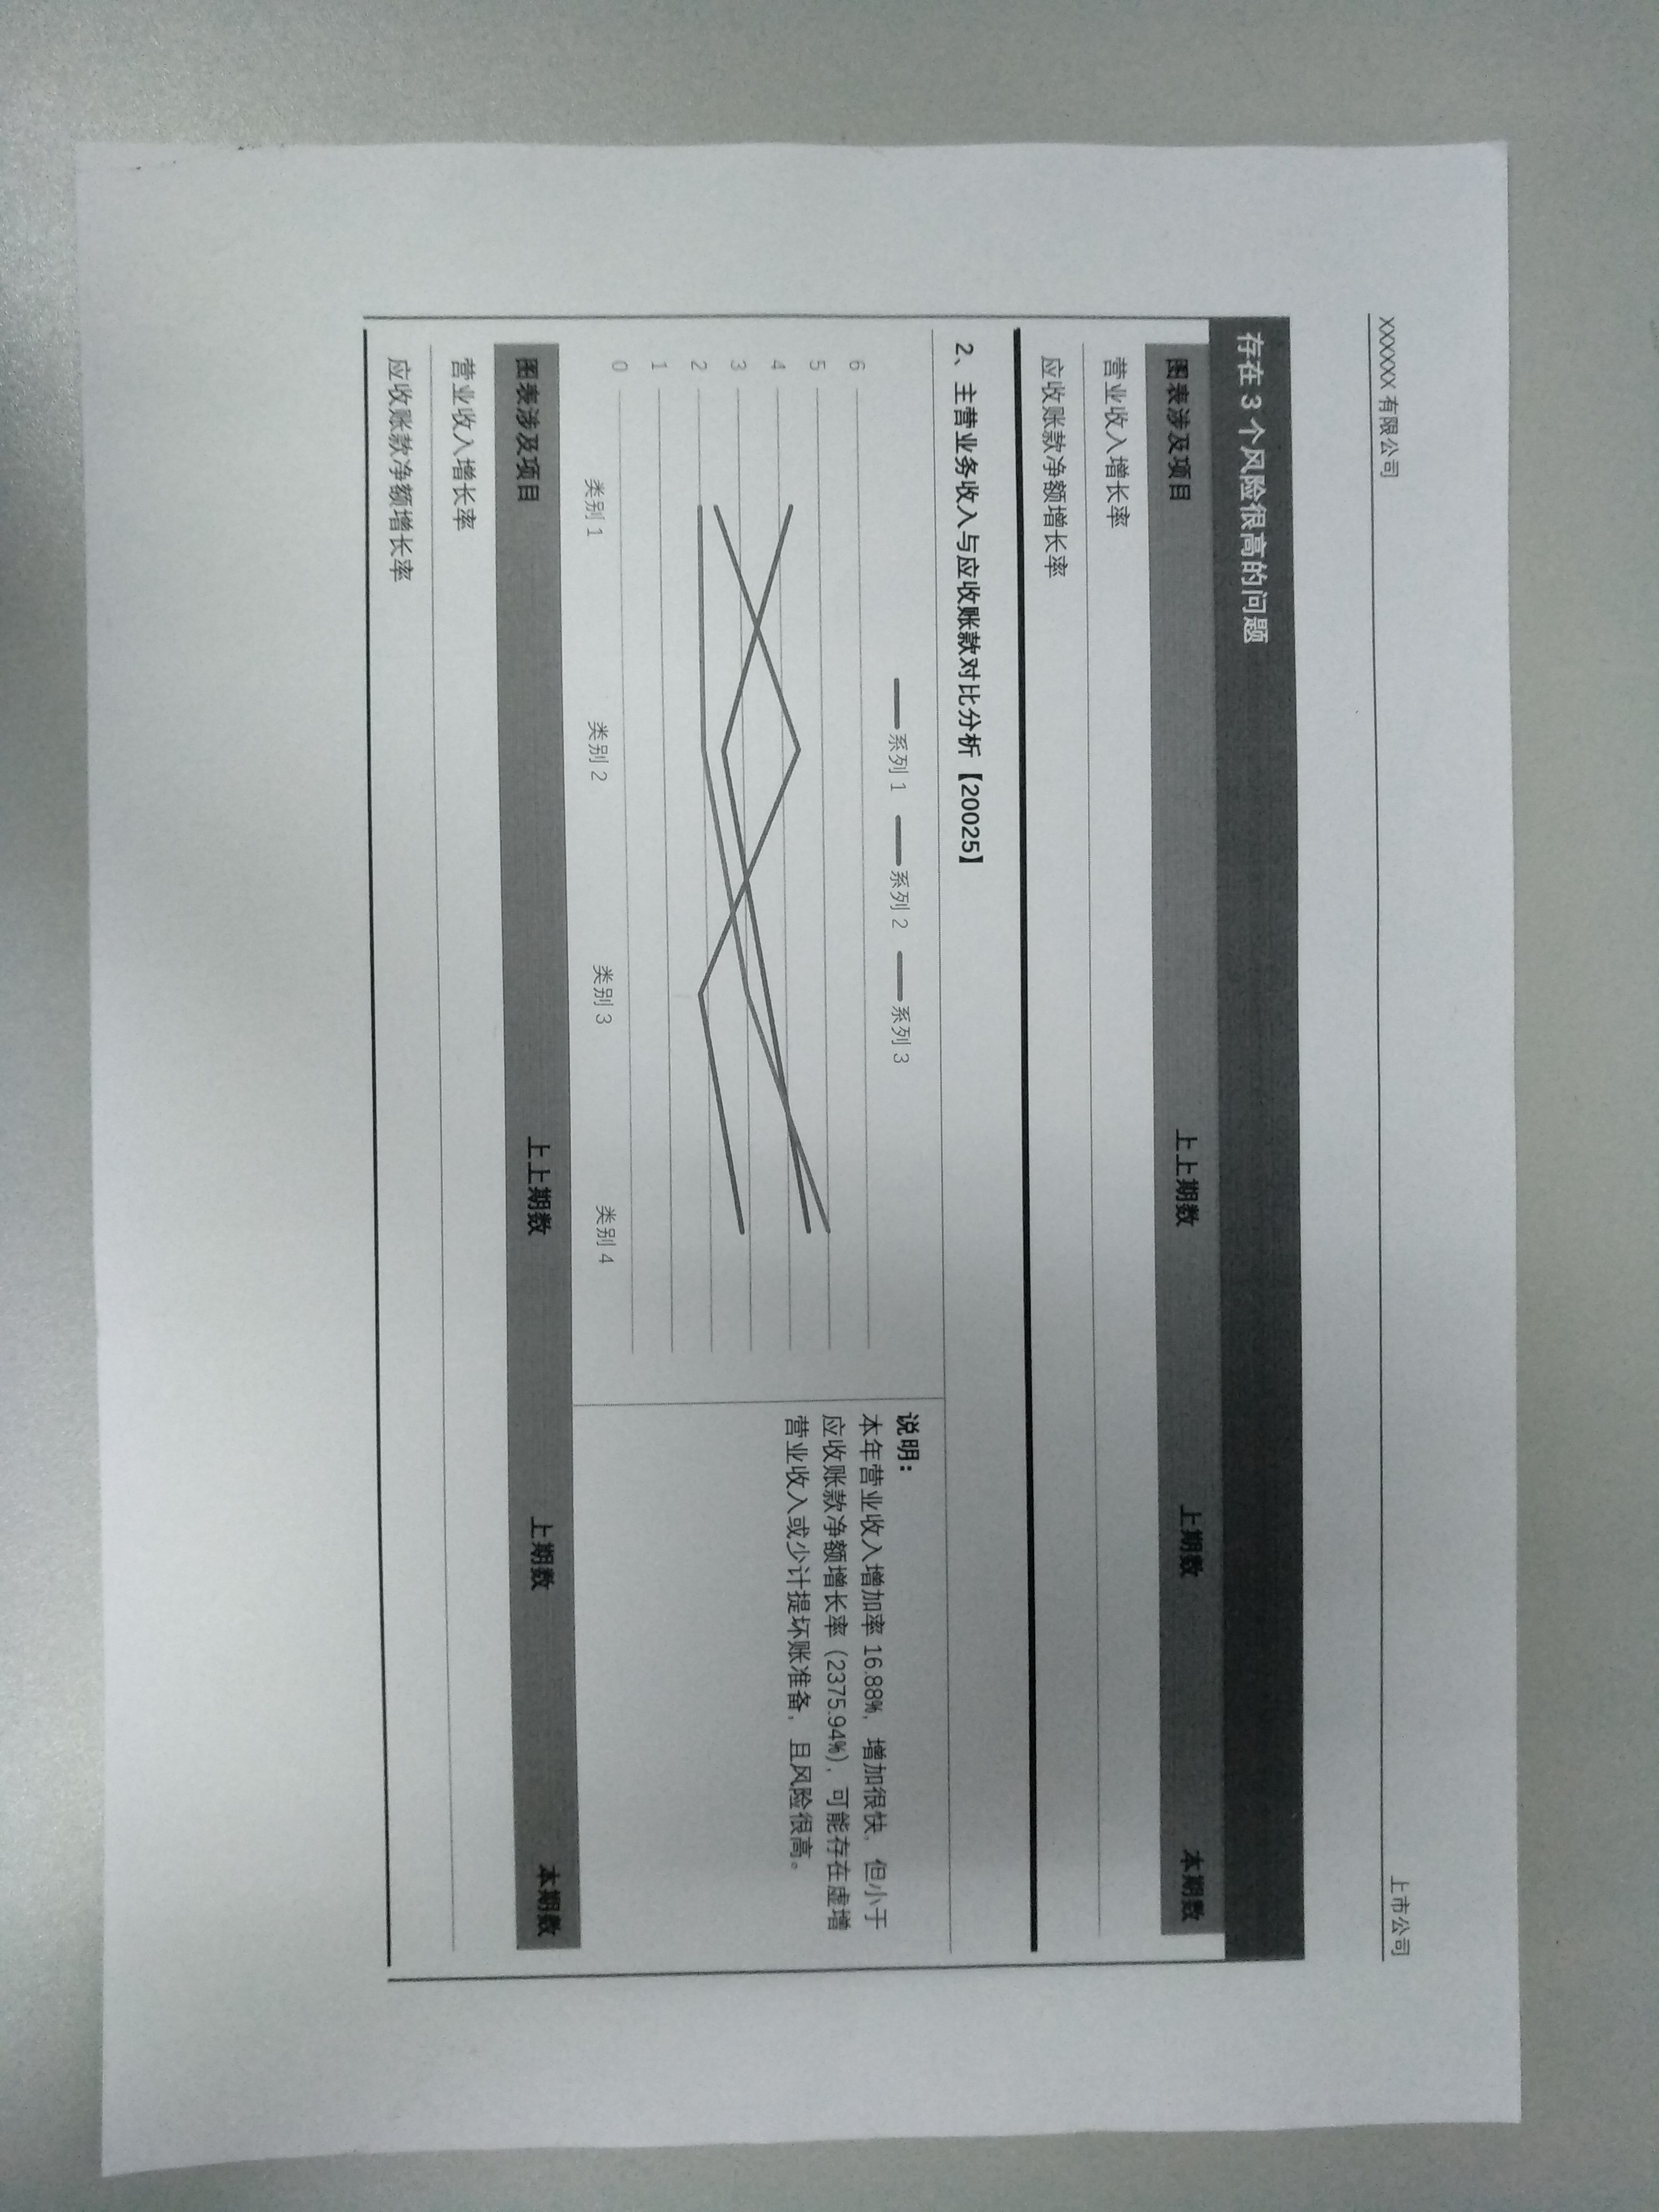 XXXXXX 有限公司 上市公司
存在 3 个风险很高的问题
图表涉及项目 上上期数 上期数 本期数
营业收入增长率
应收账款净额增长率
2、主营业务收入与应收账款对比分析【20025】
系列 1 系列 2 系列 3
6
5
4
3
2
1
0
类别 1 类别 2 类别 3 类别 4
说明：
本年营业收入增加率 16.88%，增加很快，但小于
应收账款净额增长率（2375.94%），可能存在虚增
营业收入或少计提坏账准备，且风险很高。
图表涉及项目 上上期数 上期数 本期数
营业收入增长率
应收账款净额增长率